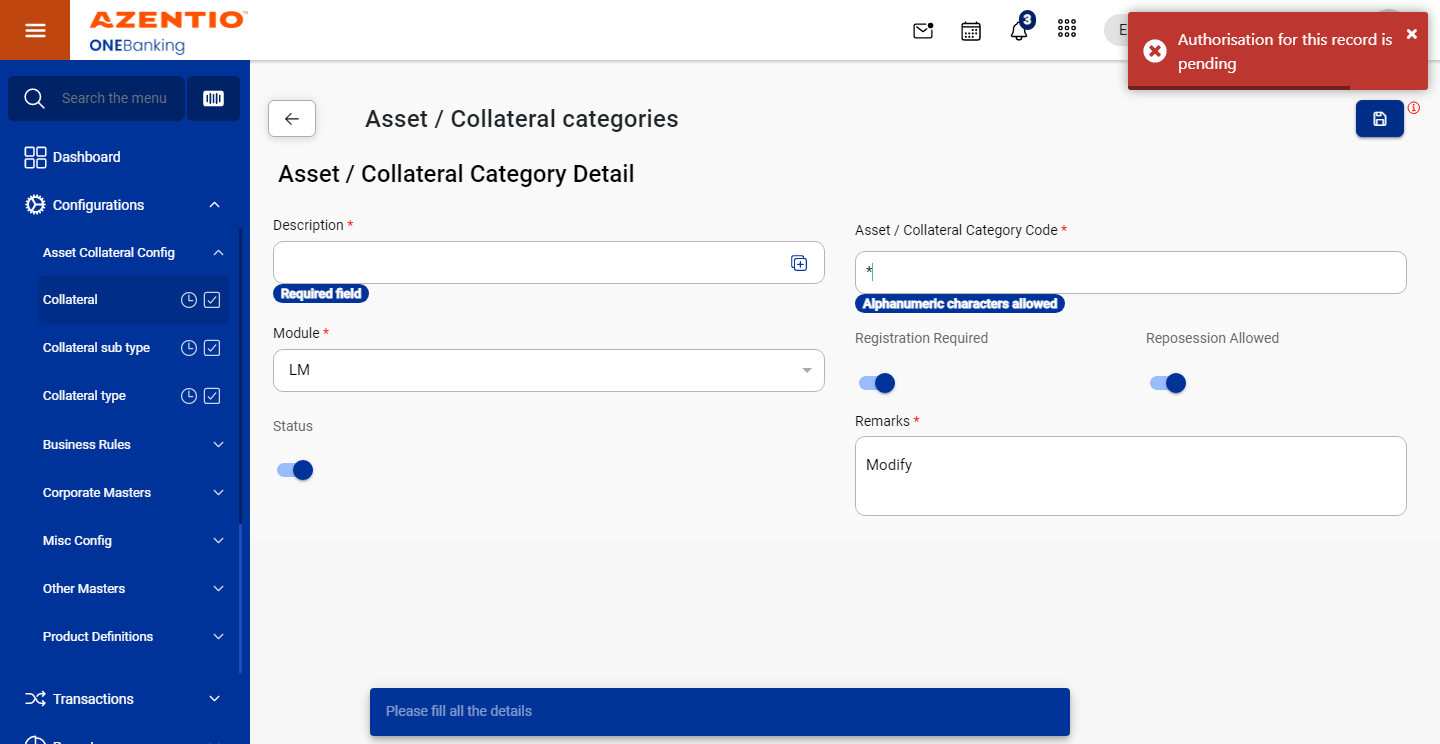 AZENTIO™
ONEBanking
3
E
Authorisation for this record is
pending
Search the menu
Dashboard
Configurations
Asset Collateral Config
Collateral
Collateral sub type
Collateral type
Business Rules
Corporate Masters
Misc Config
Other Masters
Product Definitions
Transactions
Asset / Collateral categories
Asset / Collateral Category Detail
Description *
Required field
Asset / Collateral Category Code *
*
Alphanumeric characters allowed
Module *
LM
Registration Required
Reposession Allowed
Status
Remarks *
Modify
Please fill all the details